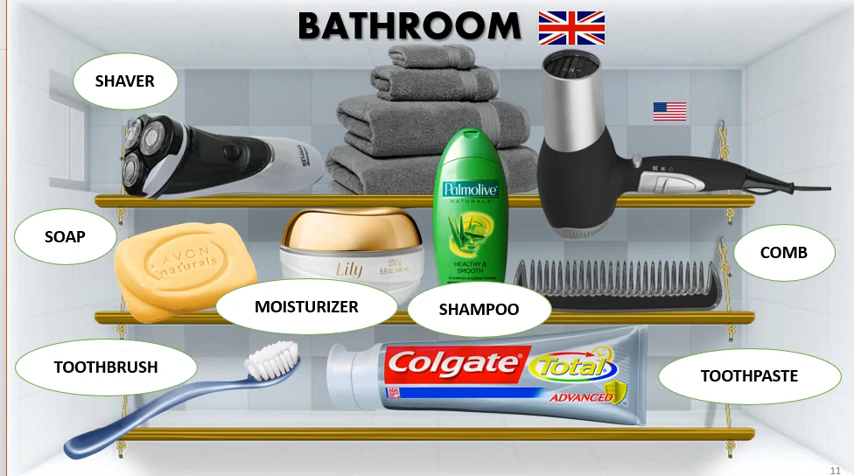 BATHROOM
SHAVER
Palmolive
NATURALS
HEALTHY &
SMOOTH
SOAP
AVON
naturals
Lily
MOISTURIZER
SHAMPOO
COMB
TOOTHBRUSH
Colgate
Total
ADVANCED
TOOTHPASTE
11